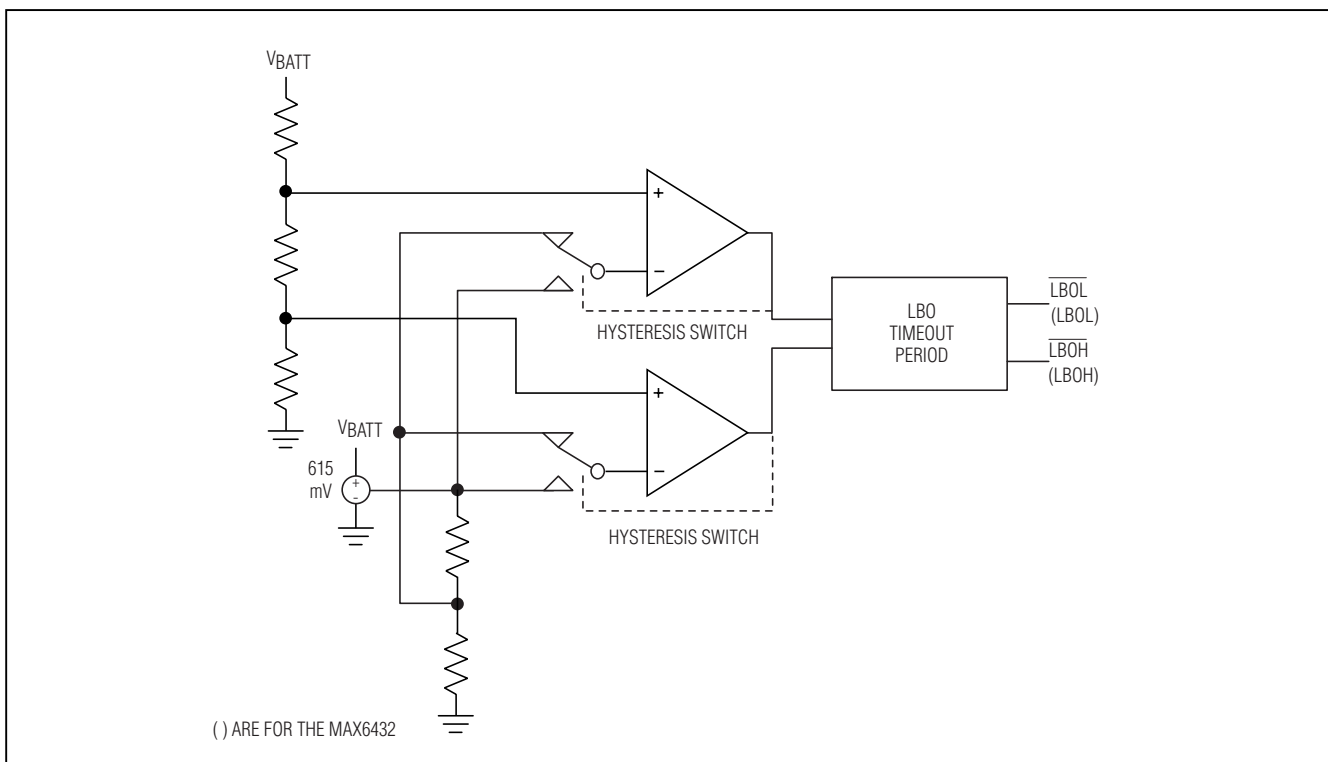 VBATT
+
−
HYSTERESIS SWITCH
LBO
TIMEOUT
PERIOD
LBOL
(LBOL)
LBOH
(LBOH)
+
−
HYSTERESIS SWITCH
VBATT
615
mV
+
-
( ) ARE FOR THE MAX6432